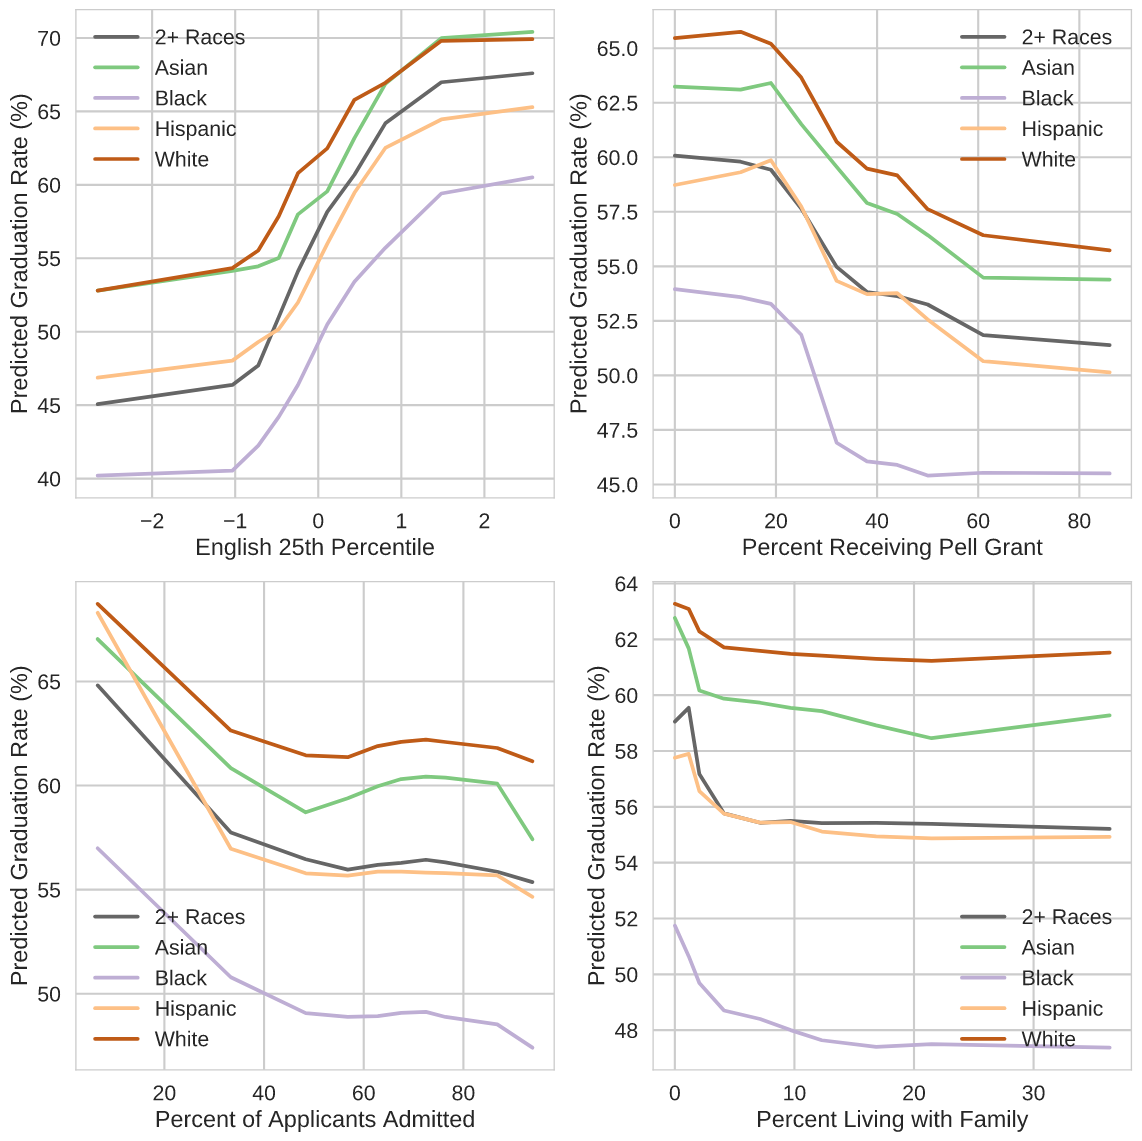 70
65
60
55
50
45
40
Predicted Graduation Rate (%)
2+ Races
Asian
Black
Hispanic
White
−2
−1
0
1
2
English 25th Percentile
65.0
62.5
60.0
57.5
55.0
52.5
50.0
47.5
45.0
Predicted Graduation Rate (%)
2+ Races
Asian
Black
Hispanic
White
0
20
40
60
80
Percent Receiving Pell Grant
65
60
55
50
Predicted Graduation Rate (%)
2+ Races
Asian
Black
Hispanic
White
20
40
60
80
Percent of Applicants Admitted
64
62
60
58
56
54
52
50
48
Predicted Graduation Rate (%)
2+ Races
Asian
Black
Hispanic
White
0
10
20
30
Percent Living with Family